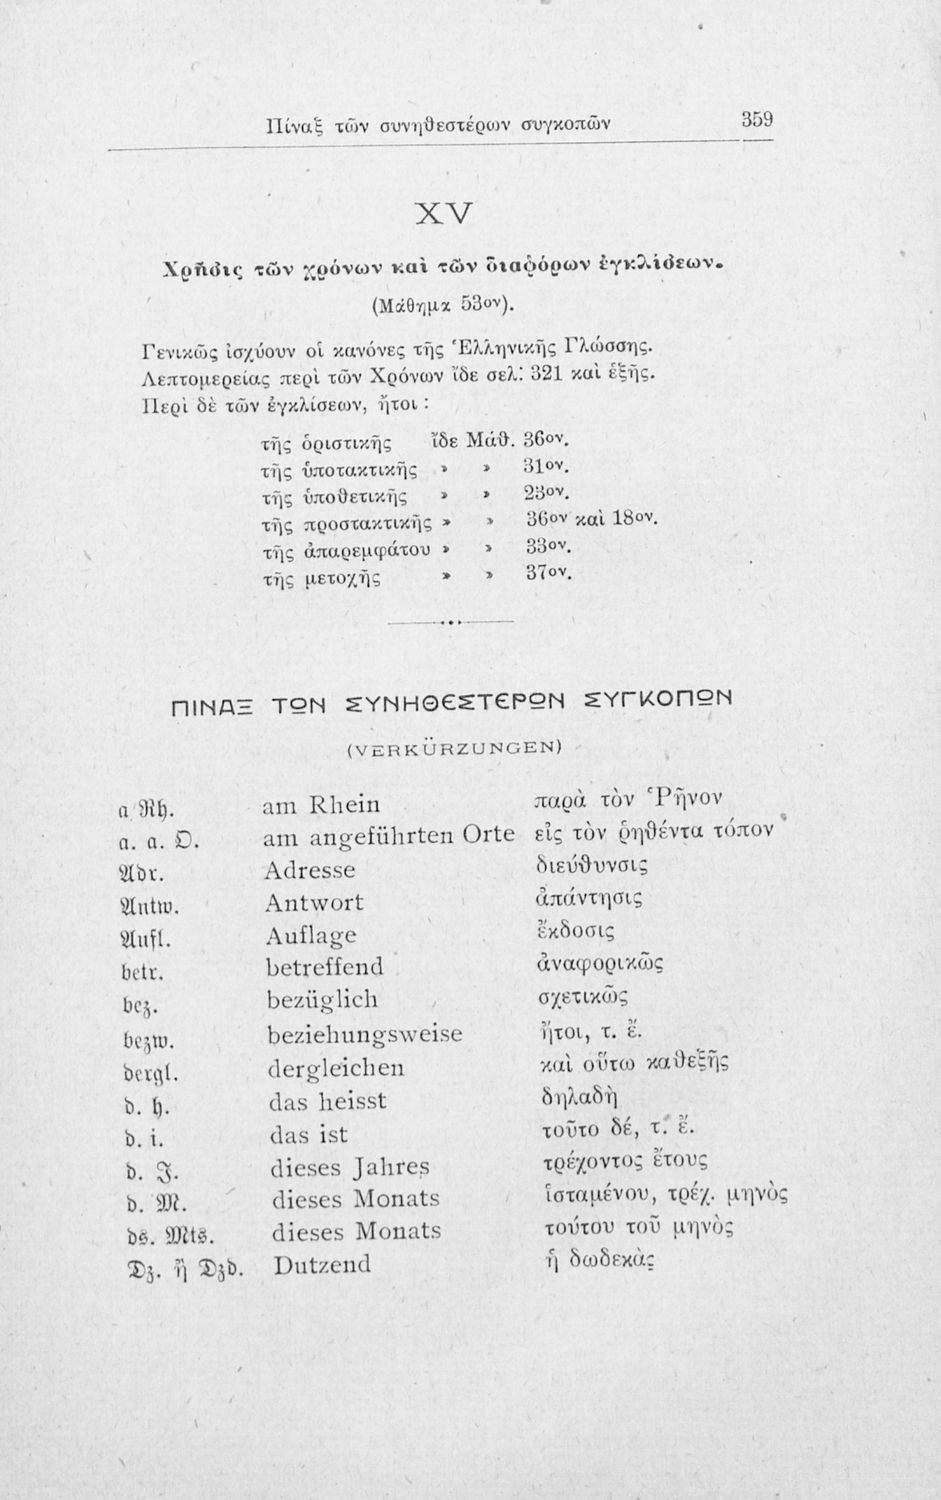 Πίναξ τῶν συνηθεστέρων συγκοπῶν 359
XV
Χρῆσις τῶν χρόνων καὶ τῶν διαφόρων ἐγκλίσεων.
(Μάθημα 53ον).
Γενικῶς ἰσχύουν οἱ κανόνες τῆς Ἑλληνικῆς Γλώσσης.
Λεπτομερείας περὶ τῶν Χρόνων ἴδε σελ: 321 καὶ ἑξῆς.
Περὶ δὲ τῶν ἐγκλίσεων, ἤτοι :
τῆς ὁριστικῆς ἴδε Μάθ. 36ον.
τῆς ὑποτακτικῆς » » 31ον.
τῆς ὑποθετικῆς » » 23ον.
τῆς προστακτικῆς » » 36ον καὶ 18ον.
τῆς ἀπαρεμφάτου » » 33ον.
τῆς μετοχῆς » » 37ον.
ΠΙΝΑΞ ΤΩΝ ΣΥΝΗΘΕΣΤΕΡΩΝ ΣΥΓΚΟΠΩΝ
(VERKÜRZUNGEN)
a Rh. am Rhein παρὰ τὸν Ῥῆνον
a. a. O. am angeführten Orte εἰς τὸν ῥηθέντα τόπον
Adr. Adresse διεύθυνσις
Antw. Antwort ἀπάντησις
Aufl. Auflage ἔκδοσις
betr. betreffend ἀναφορικῶς
bez. bezüglich σχετικῶς
bezw. beziehungsweise ἤτοι, τ. ἔ.
dergl. dergleichen καὶ οὕτω καθεξῆς
d. h. das heisst δηλαδὴ
d. i. das ist τοῦτο δέ, τ. ἔ.
d. J. dieses Jahres τρέχοντος ἔτους
d. M. dieses Monats ἱσταμένου, τρέχ. μηνὸς
ds. Mts. dieses Monats τούτου τοῦ μηνὸς
Dz. ἢ Dzd. Dutzend ἡ δωδεκὰς